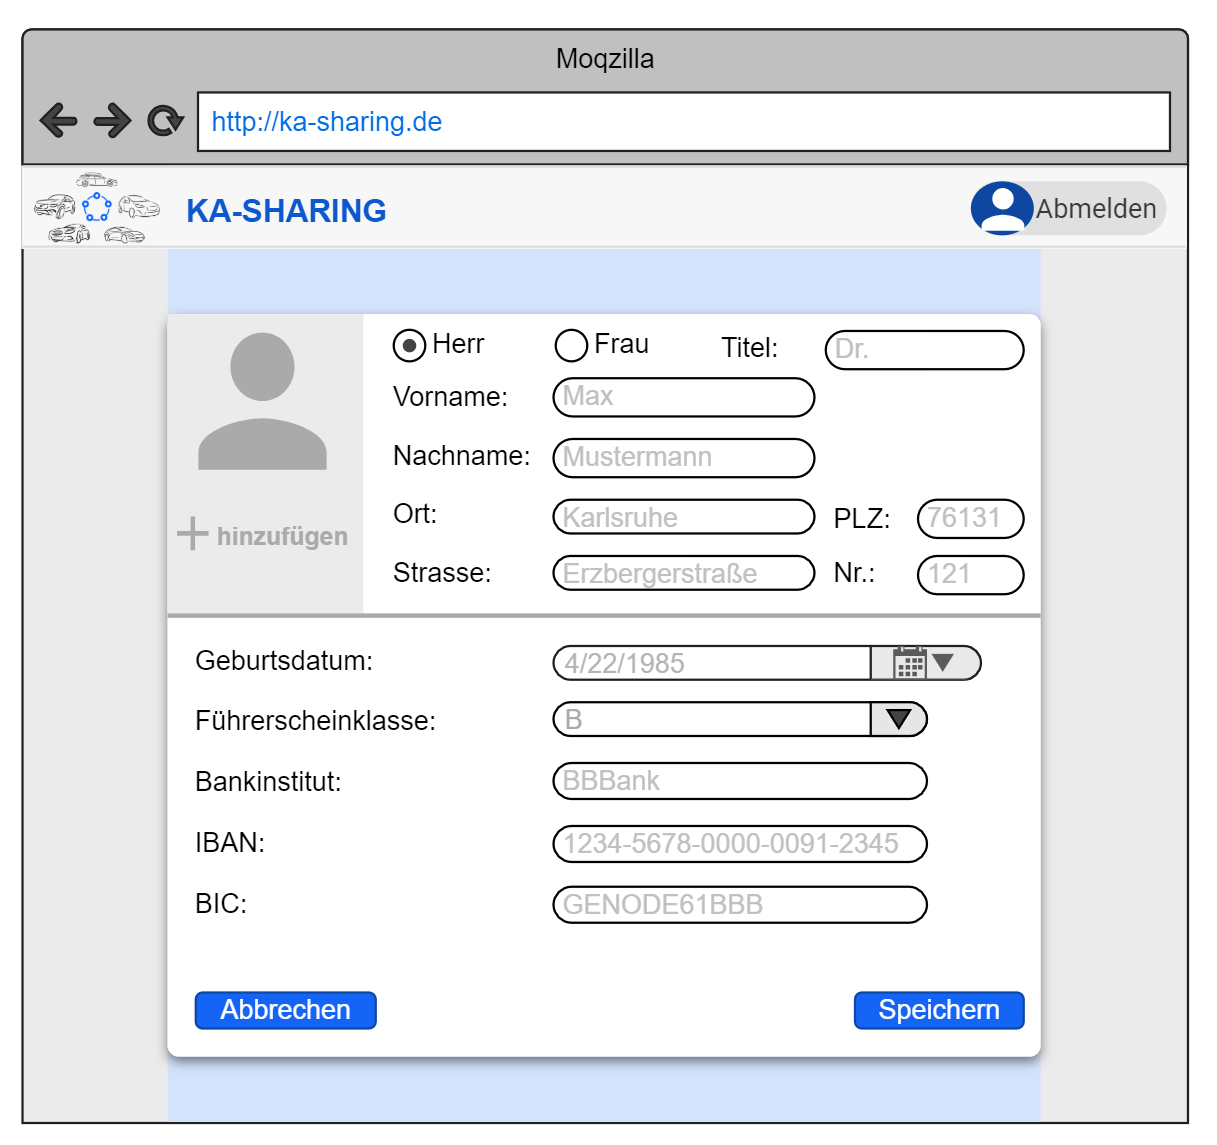 Moqzilla
http://ka-sharing.de
KA-SHARING
Abmelden
Herr Frau Titel: Dr.
Vorname: Max
Nachname: Mustermann
Ort: Karlsruhe PLZ: 76131
+ hinzufügen
Strasse: Erzbergerstraße Nr.: 121
Geburtsdatum: 4/22/1985
Führerscheinklasse: B
Bankinstitut: BBBank
IBAN: 1234-5678-0000-0091-2345
BIC: GENODE61BBB
Abbrechen Speichern